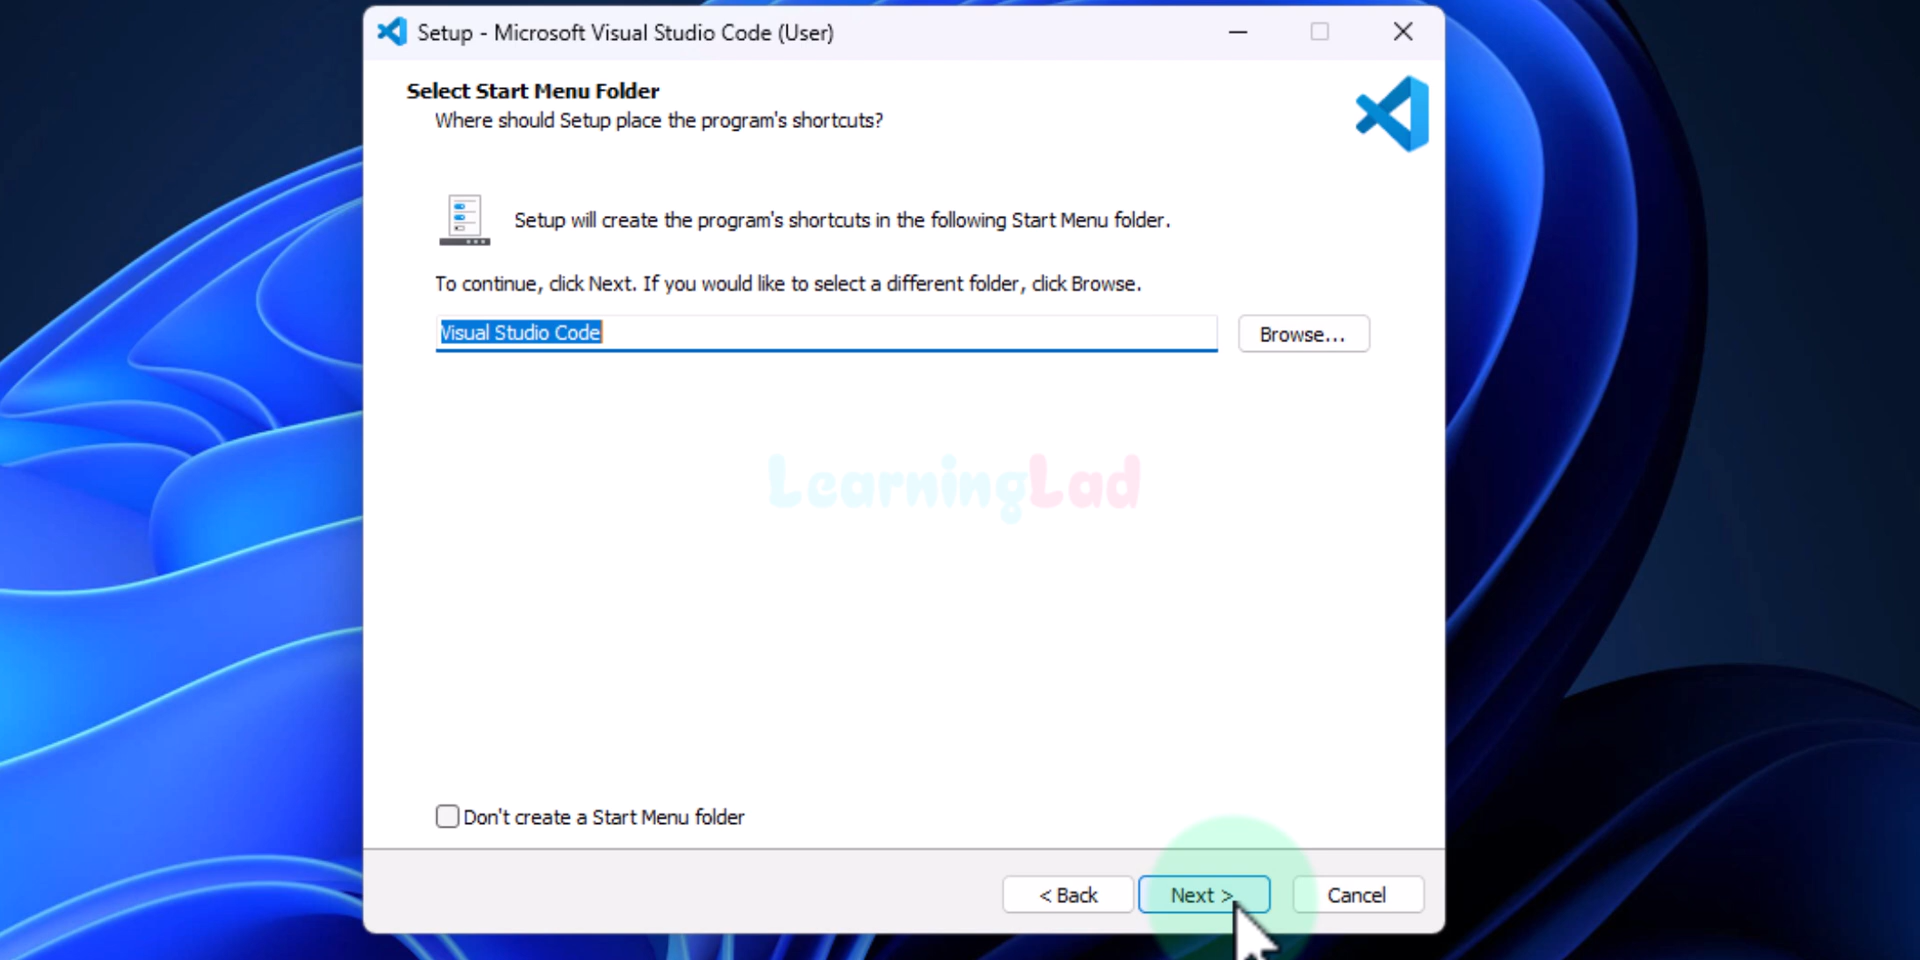 Setup - Microsoft Visual Studio Code (User)
Select Start Menu Folder
Where should Setup place the program's shortcuts?
Setup will create the program's shortcuts in the following Start Menu folder.
To continue, click Next. If you would like to select a different folder, click Browse.
Visual Studio Code
Browse...
LearningLad
Don't create a Start Menu folder
< Back
Next >
Cancel